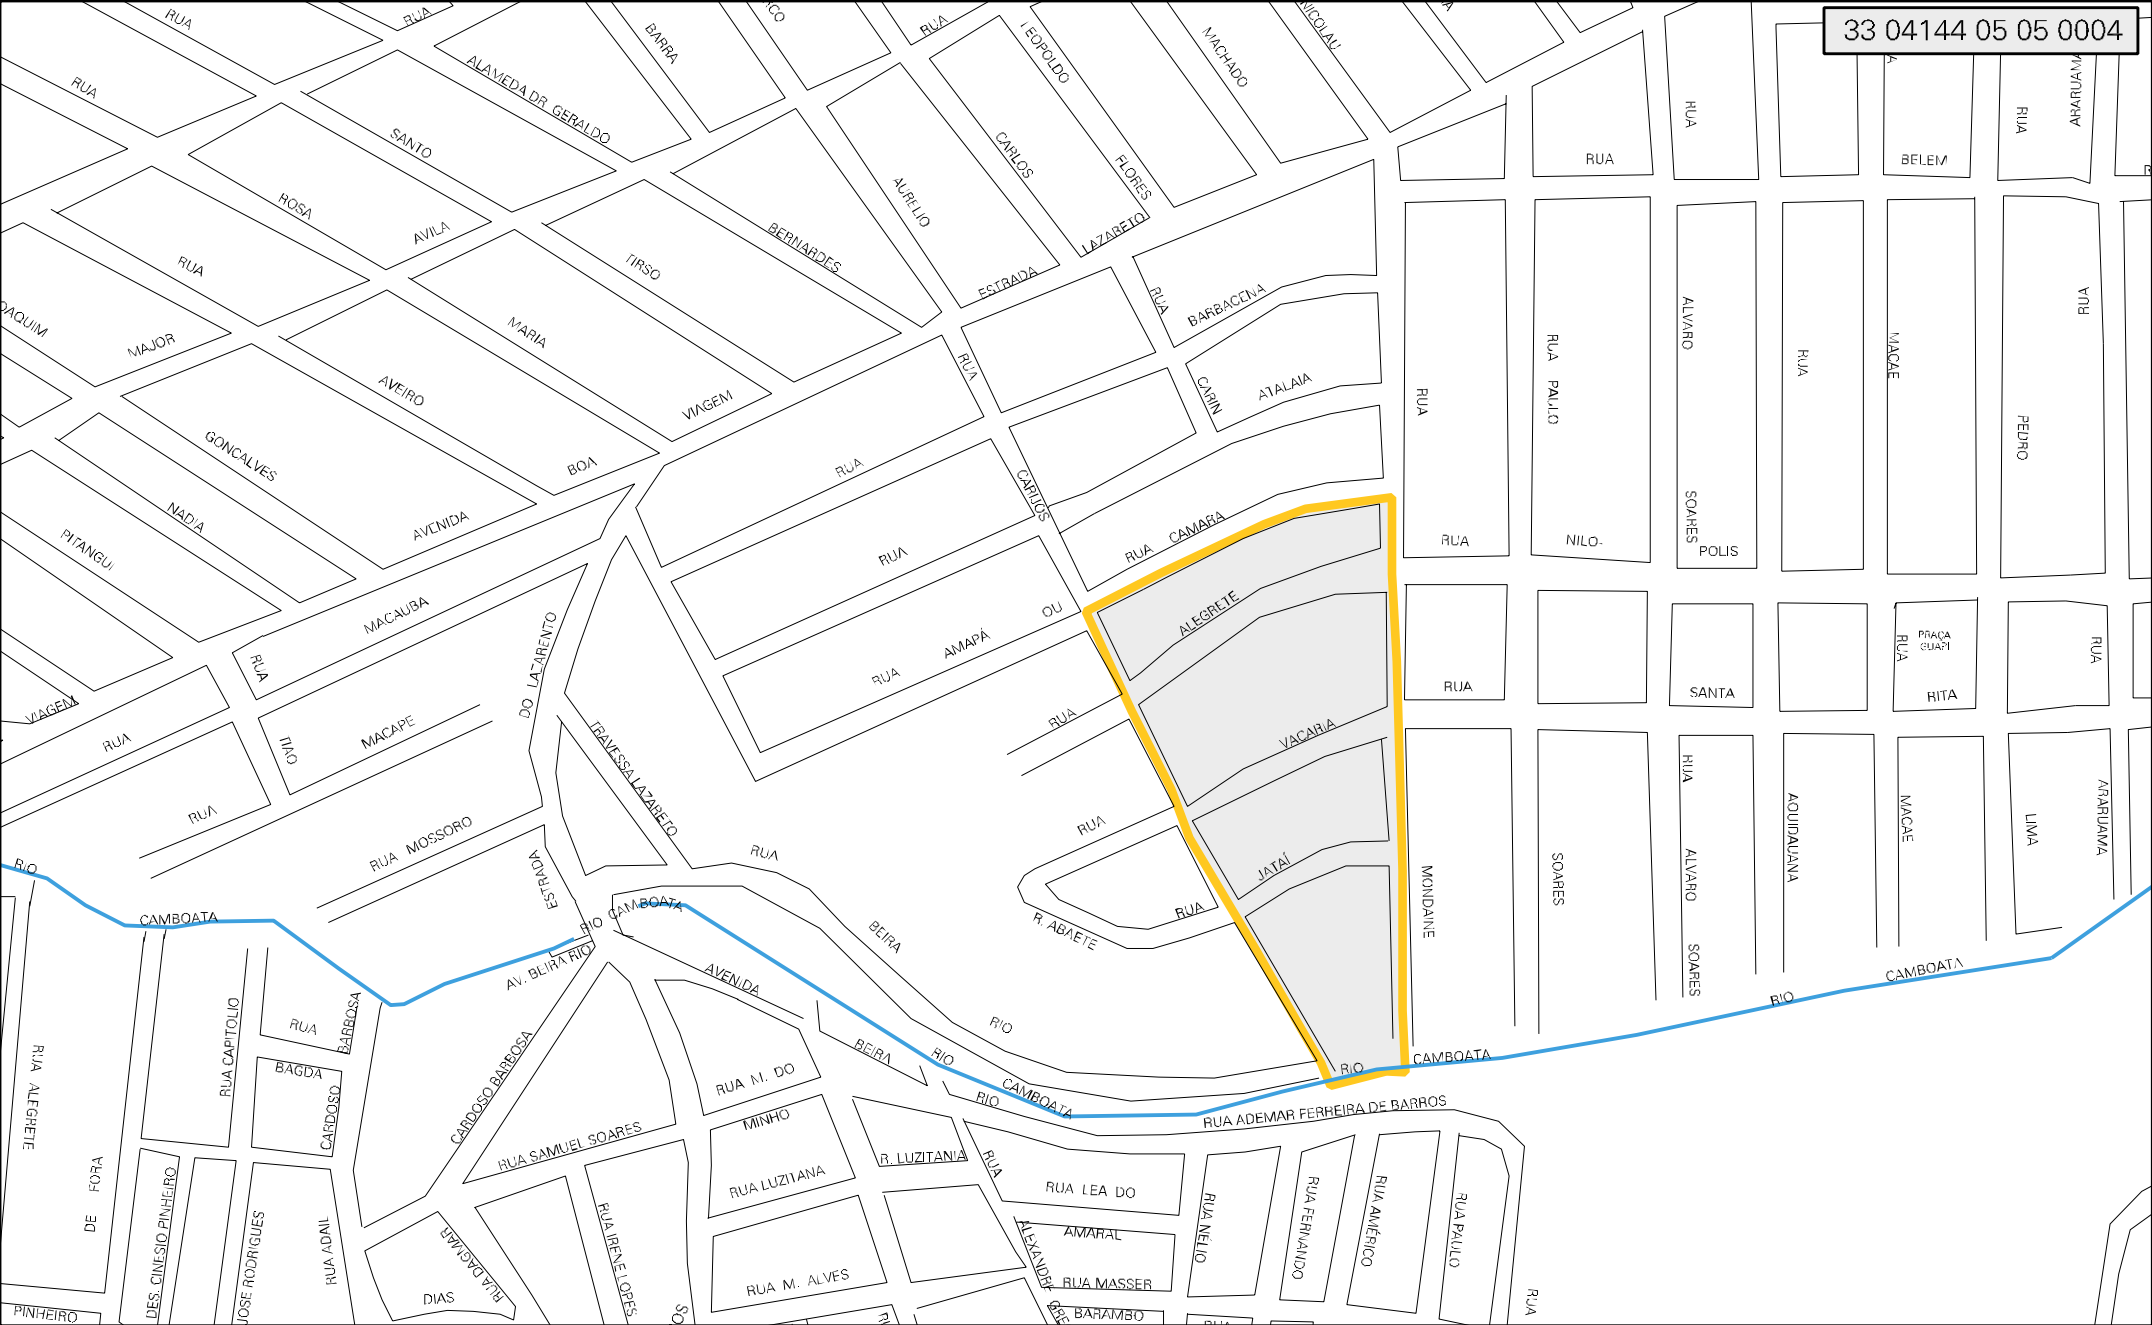 33 04144 05 05 0004
RUA
RUA
BARRA
RUA
LEOPOLDO
MACHADO
NICOLAU
RUA
ALAMEDA DR. GERALDO
SANTO
CARLOS
FLORES
RUA
RUA
BELEM
RUA
ARARUAMA
ROSA
AVILA
AURELIO
BERNARDES
LAZARETO
ESTRADA
RUA
TIRSO
RUA
BARBACENA
ALVARO
RUA
MAJOR
MARIA
RUA
RUA PAULO
RUA
MACAE
AVEIRO
VIAGEM
CARIN
ATALAIA
RUA
PEDRO
GONCALVES
BOA
RUA
CARIJOS
NADIA
AVENIDA
RUA
RUA CAMARA
SOARES
PITANGUI
RUA
NILO-
POLIS
MACAUBA
DO LAZARENTO
OU
ALEGRETE
AMAPÁ
RUA
RUA
PRAÇA
GUAPI
RUA
RUA
RUA
SANTA
RITA
VIAGEM
RUA
TIAO
MACAPE
TRAVESSA LAZARETO
RUA
VACARIA
RUA
AQUIDAUANA
MACAE
LIMA
ARARUAMA
RUA
RUA MOSSORO
RUA
RUA
JATAÍ
ALVARO
SOARES
MONDAINE
RIO
CAMBOATA
ESTRADA
RIO CAMBOATA
R. ABAETE
RUA
BEIRA
AV. BEIRA RIO
AVENIDA
SOARES
CAMBOATA
RIO
RUA
BARBOSA
RUA CAPITOLIO
RIO
BEIRA
RIO
RIO
CAMBOATA
RUA ALEGRETE
BAGDA
CARDOSO
CARDOSO BARBOSA
RUA M. DO
MINHO
RIO
CAMBOATA
RUA ADEMAR FERREIRA DE BARROS
RUA SAMUEL SOARES
RUA LUZITANA
R. LUZITANIA
RUA
RUA LEA DO
AMARAL
RUA NÉLIO
RUA FERNANDO
RUA AMÉRICO
RUA PAULO
DE FORA
DES. CINESIO PINHEIRO
JOSE RODRIGUES
RUA ADAIL
RUA DAGMAR
DIAS
RUA IRENE LOPES
RUA M. ALVES
ALEXANDRE
RUA MASSER
BARAMBO
RUA
PINHEIRO